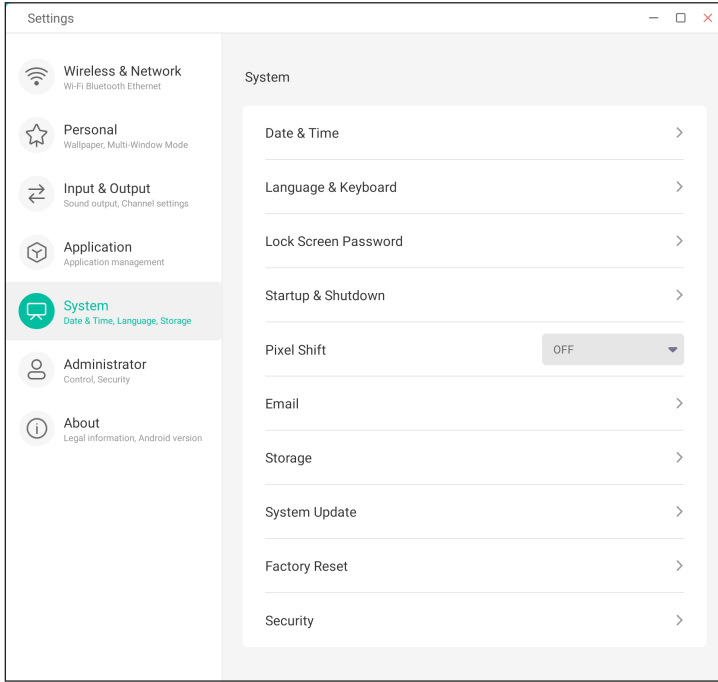 Settings
Wireless & Network
Wi-Fi Bluetooth Ethernet
Personal
Wallpaper, Multi-Window Mode
Input & Output
Sound output, Channel settings
Application
Application management
System
Date & Time, Language, Storage
Administrator
Control, Security
About
Legal information, Android version
System
Date & Time
Language & Keyboard
Lock Screen Password
Startup & Shutdown
Pixel Shift OFF
Email
Storage
System Update
Factory Reset
Security